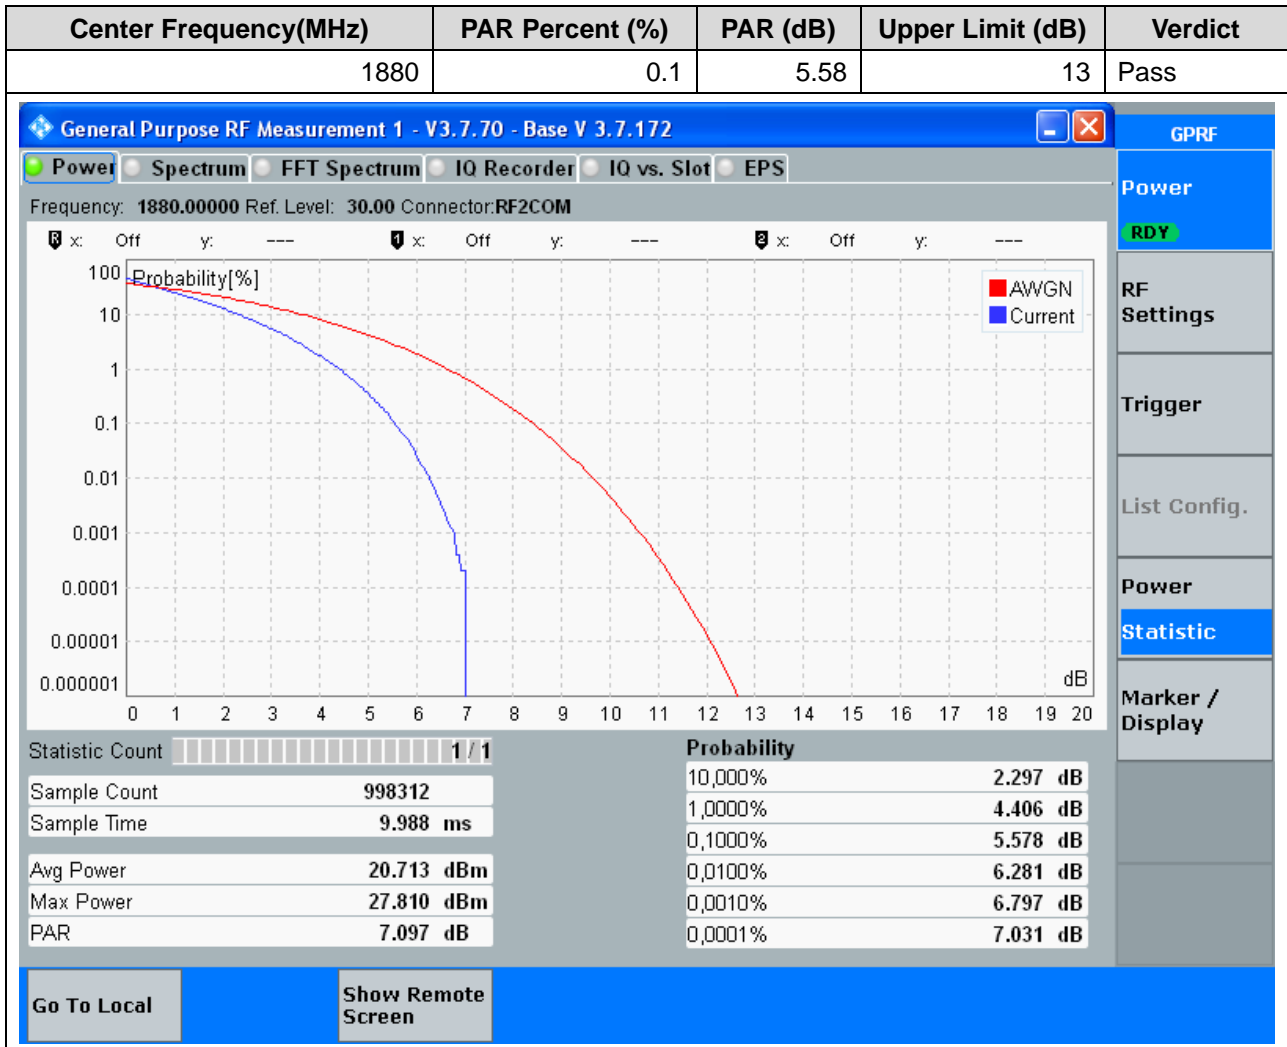 Center Frequency(MHz) PAR Percent (%) PAR (dB) Upper Limit (dB) Verdict
1880 0.1 5.58 13 Pass
General Purpose RF Measurement 1 - V3.7.70 - Base V 3.7.172
GPRF
Power Spectrum FFT Spectrum IQ Recorder IQ vs. Slot EPS
Frequency: 1880.00000 Ref. Level: 30.00 Connector:RF2COM
R x: Off y: --- 1 x: Off y: --- 2 x: Off y: ---
Probability[%]
100
10
1
0.1
0.01
0.001
0.0001
0.00001
0.000001
AWGN
Current
dB
0 1 2 3 4 5 6 7 8 9 10 11 12 13 14 15 16 17 18 19 20
Power
RDY
RF
Settings
Trigger
List Config.
Power
Statistic
Marker /
Display
Statistic Count 1 / 1
Sample Count 998312
Sample Time 9.988 ms
Avg Power 20.713 dBm
Max Power 27.810 dBm
PAR 7.097 dB
Probability
10,000% 2.297 dB
1,0000% 4.406 dB
0,1000% 5.578 dB
0,0100% 6.281 dB
0,0010% 6.797 dB
0,0001% 7.031 dB
Go To Local
Show Remote
Screen